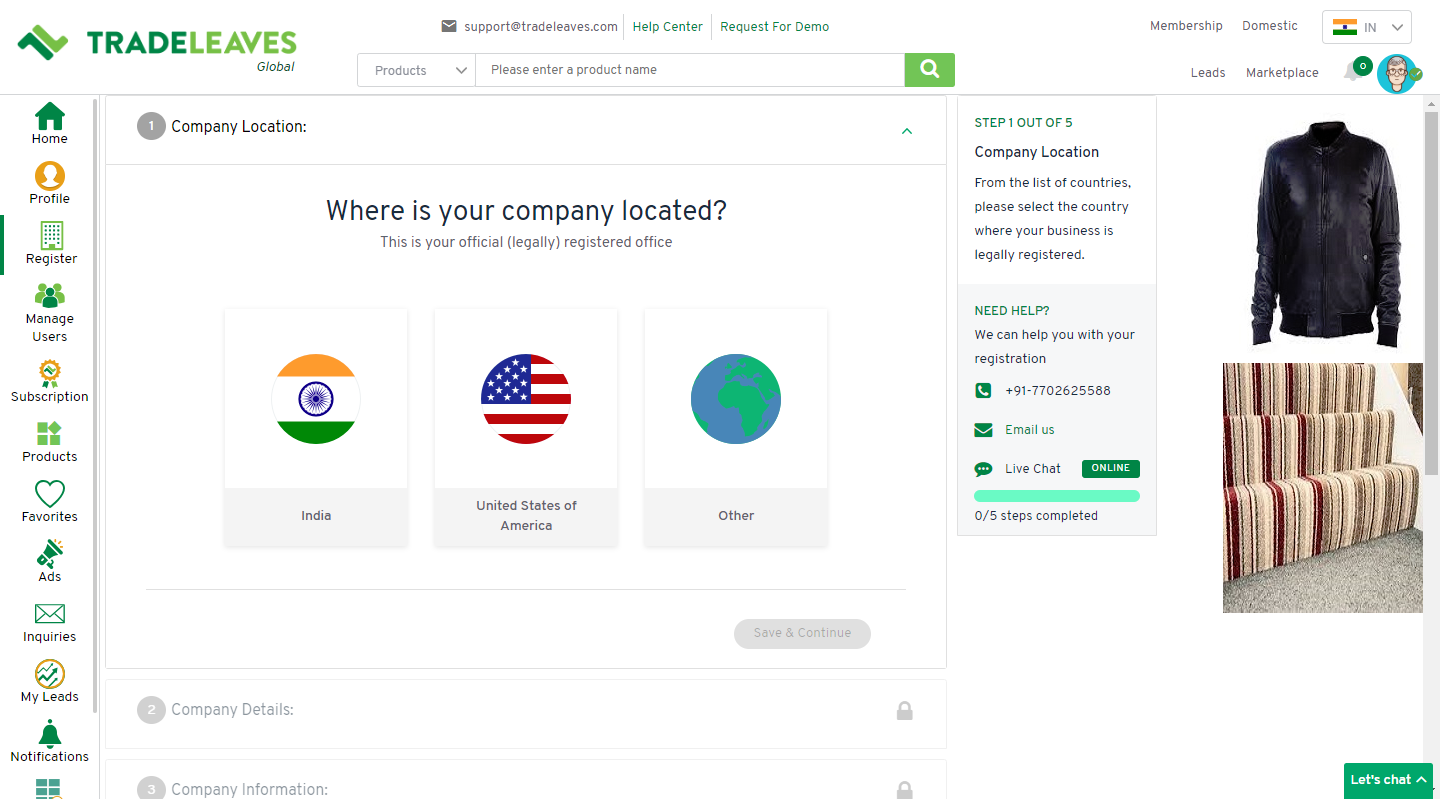 TRADELEAVES
Global
support@tradeleaves.com
Help Center
Request For Demo
Products
Please enter a product name
Membership
Domestic
IN
Leads
Marketplace
0
Home
Profile
Register
Manage
Users
Subscription
Products
Favorites
Ads
Inquiries
My Leads
Notifications
1 Company Location:
Where is your company located?
This is your official (legally) registered office
India
United States of
America
Other
Save & Continue
2 Company Details:
3 Company Information:
STEP 1 OUT OF 5
Company Location
From the list of countries,
please select the country
where your business is
legally registered.
NEED HELP?
We can help you with your
registration
+91-7702625588
Email us
Live Chat ONLINE
0/5 steps completed
Let's chat